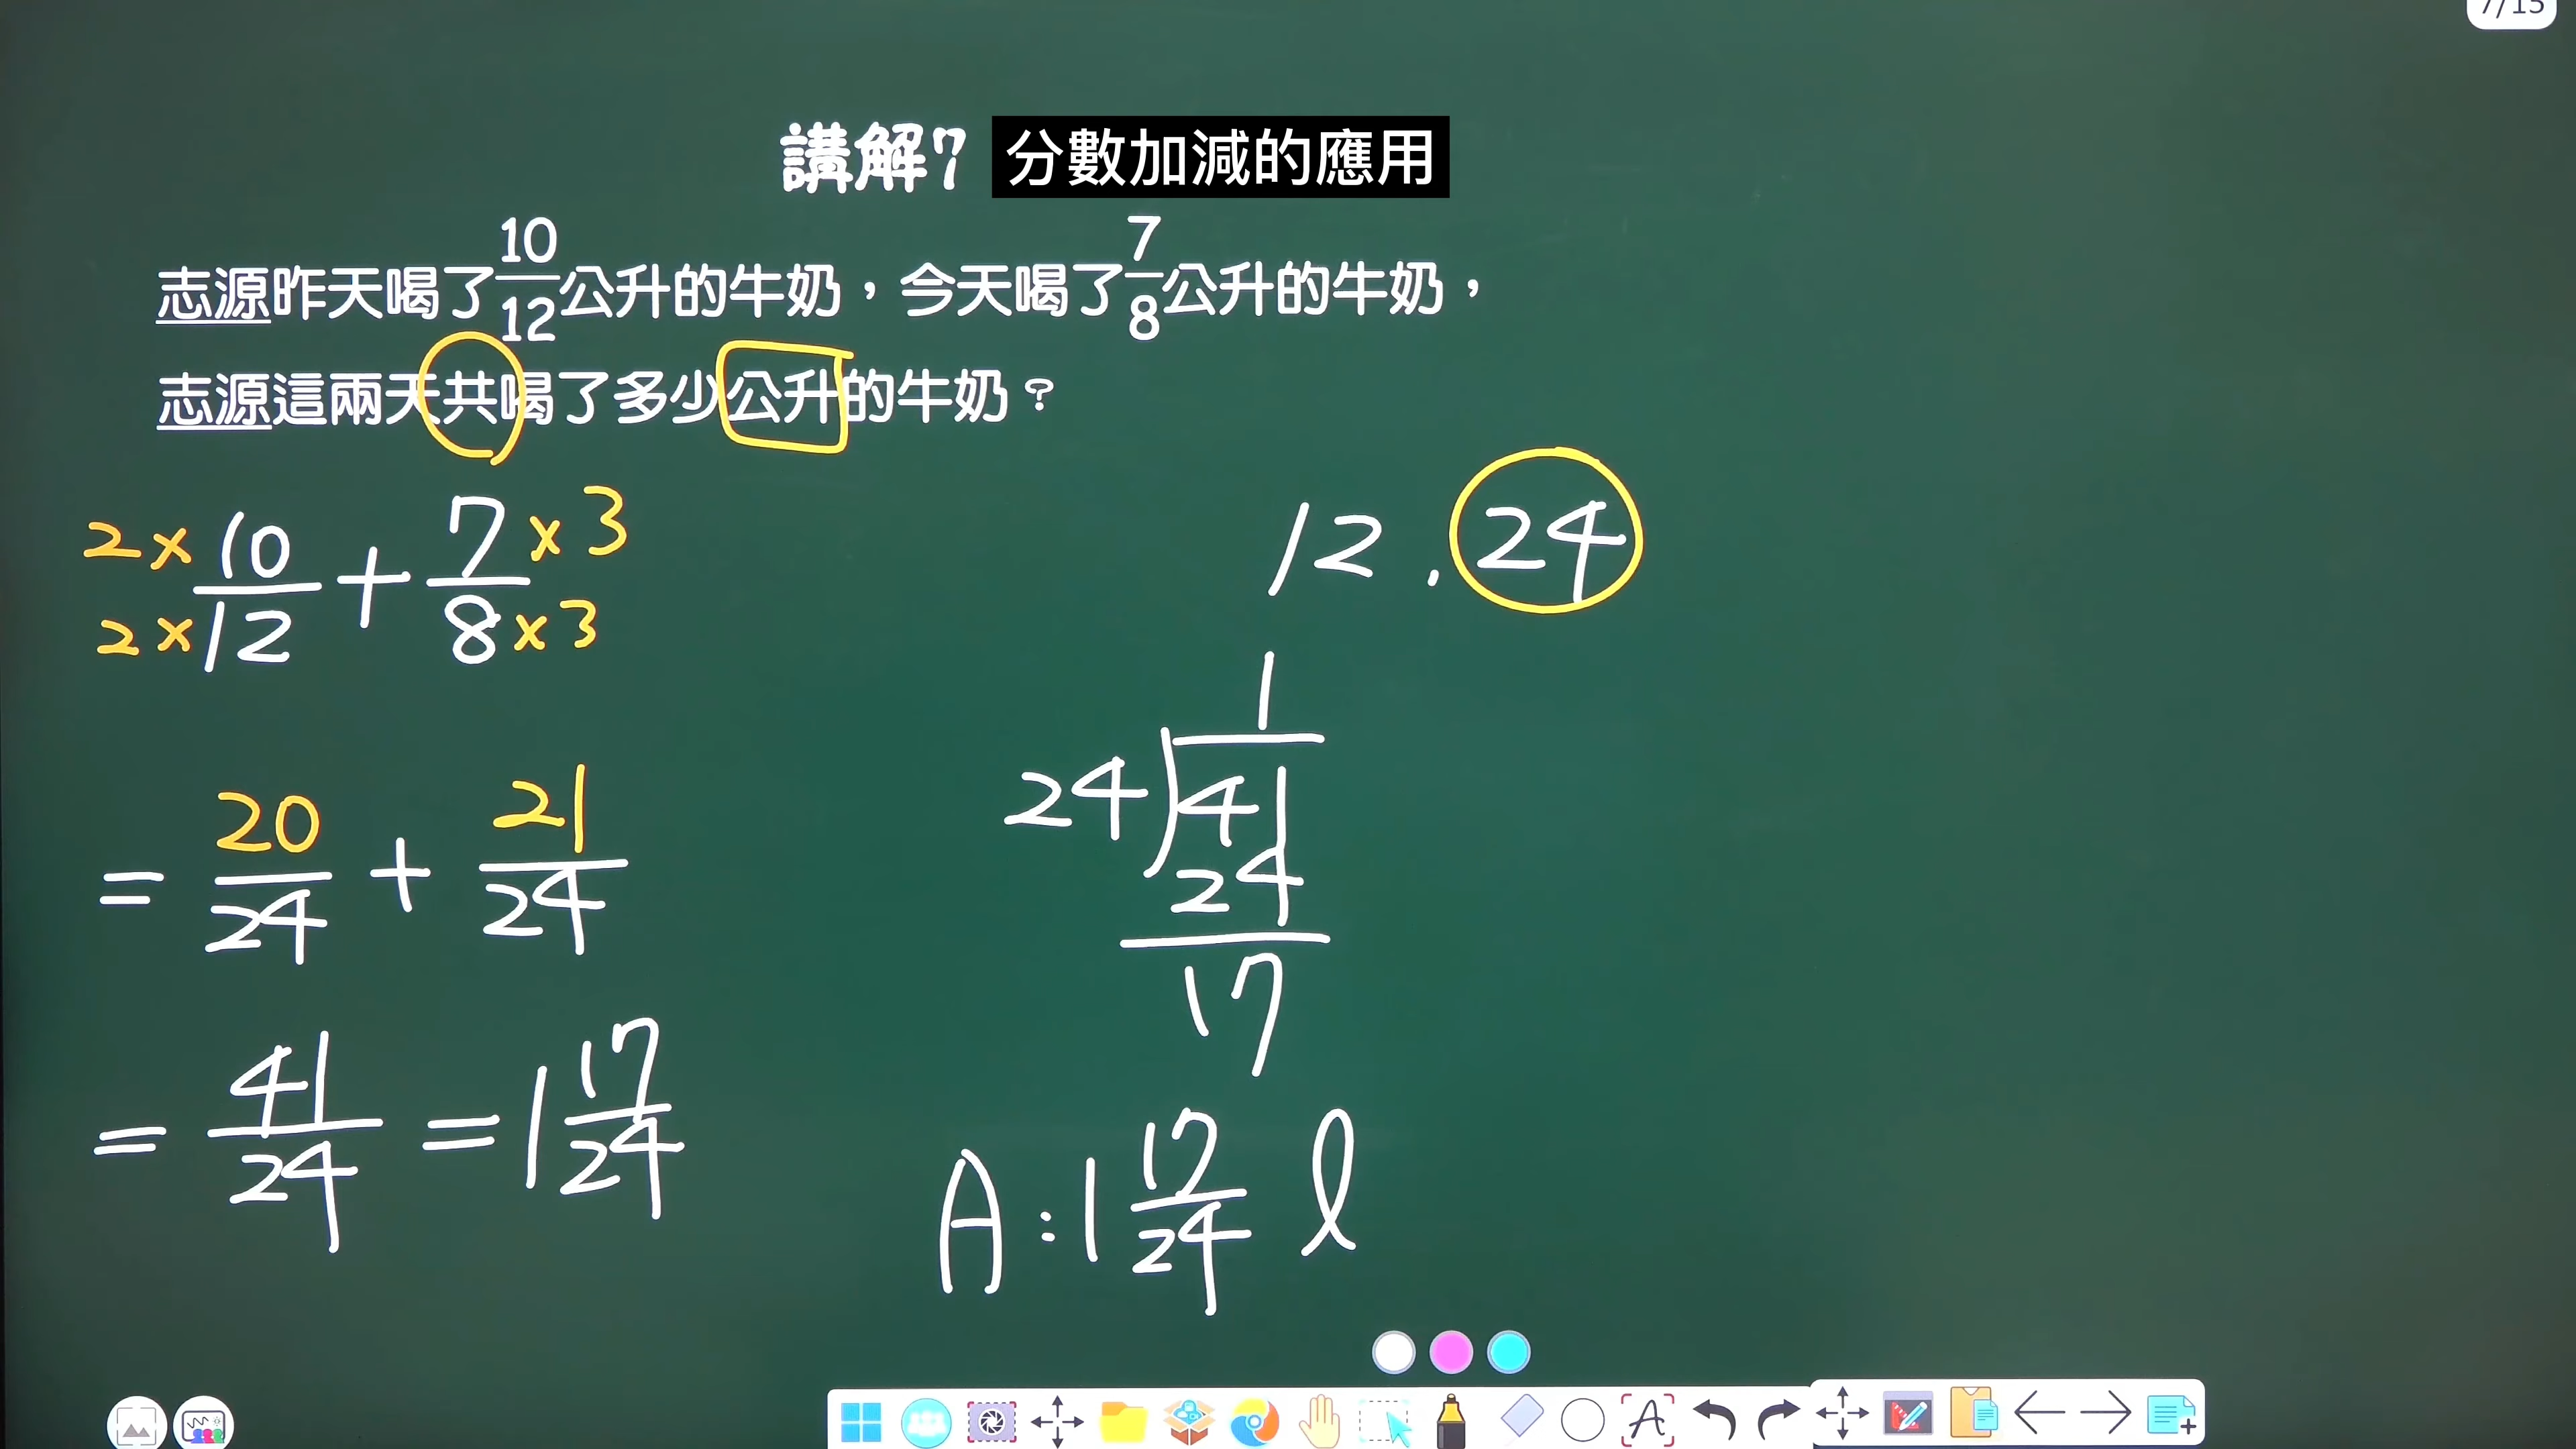 7/15
講解7 分數加減的應用
志源昨天喝了10/12公升的牛奶，今天喝了7/8公升的牛奶，
志源這兩天共喝了多少公升的牛奶？
2×10/2×12 + 7×3/8×3
12 , 24
= 20/24 + 21/24
1
24 41
24
17
= 41/24 = 1 17/24
A : 1 17/24 ℓ